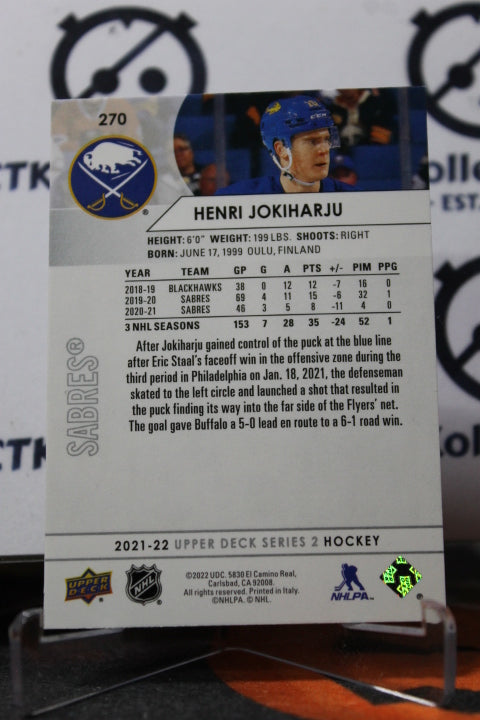 270
HENRI JOKIHARJU
HEIGHT: 6'0" WEIGHT: 199 LBS. SHOOTS: RIGHT
BORN: JUNE 17, 1999 OULU, FINLAND
YEAR TEAM GP G A PTS +/- PIM PPG
2018-19 BLACKHAWKS 38 0 12 12 -7 16 0
2019-20 SABRES 69 4 11 15 -6 32 1
2020-21 SABRES 46 3 5 8 -11 4 0
3 NHL SEASONS 153 7 28 35 -24 52 1
After Jokiharju gained control of the puck at the blue line
after Eric Staal's faceoff win in the offensive zone during the
third period in Philadelphia on Jan. 18, 2021, the defenseman
skated to the left circle and launched a shot that resulted in
the puck finding its way into the far side of the Flyers' net.
The goal gave Buffalo a 5-0 lead en route to a 6-1 road win.
SABRES®
2021-22 UPPER DECK SERIES 2 HOCKEY
UPPER DECK
NHL
©2022 UDC. 5830 El Camino Real,
Carlsbad, CA 92008.
All rights reserved. Printed in Italy.
©NHLPA. © NHL.
NHLPA